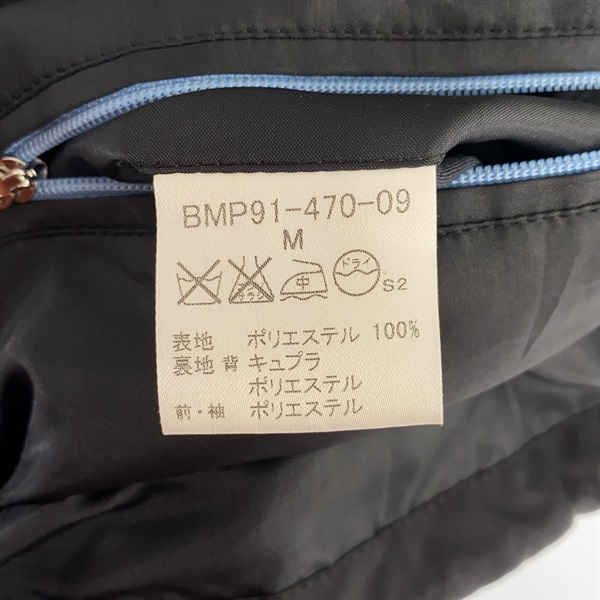 BMP91-470-09
M
中 ドライ S2
表地 ポリエステル 100%
裏地 背 キュプラ
ポリエステル
前・袖 ポリエステル